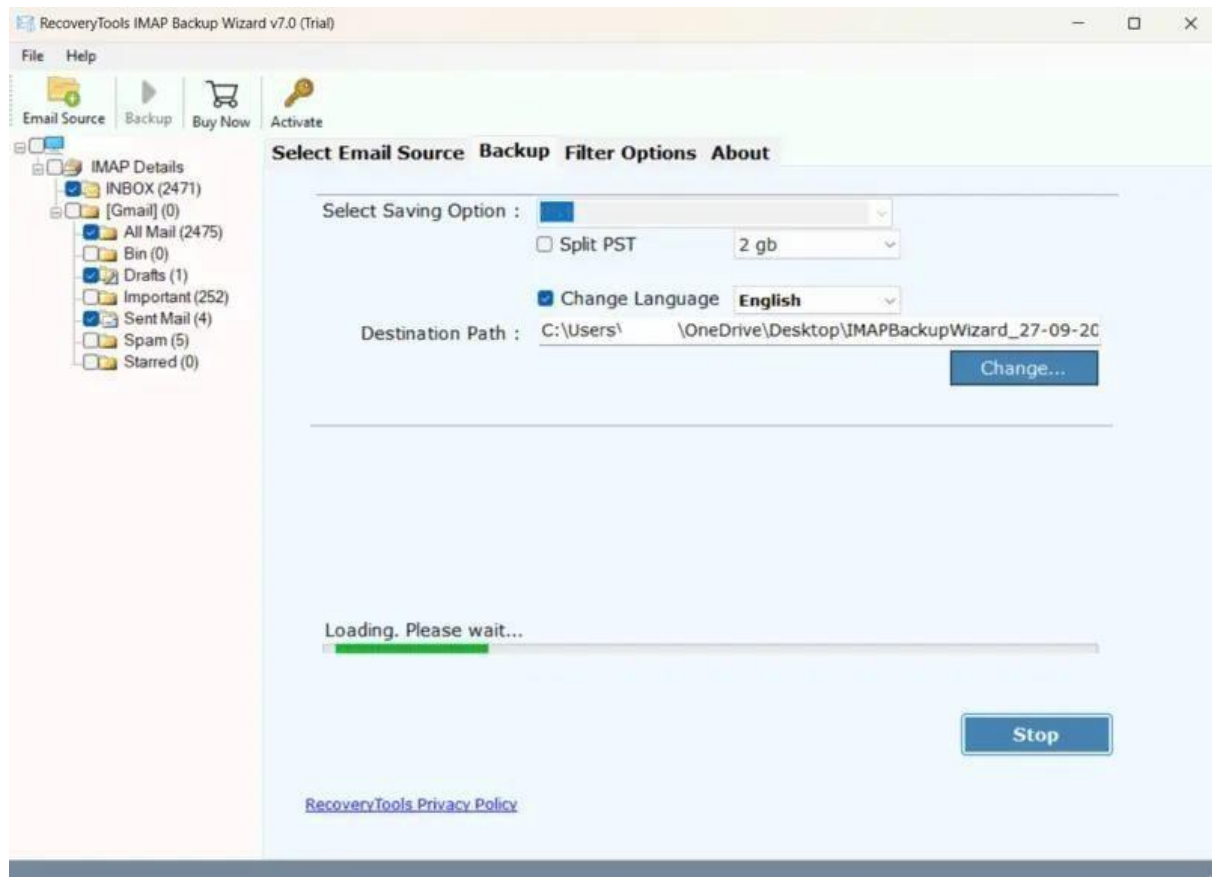 RecoveryTools IMAP Backup Wizard v7.0 (Trial)
File Help
Email Source Backup Buy Now Activate
IMAP Details
INBOX (2471)
[Gmail] (0)
All Mail (2475)
Bin (0)
Drafts (1)
Important (252)
Sent Mail (4)
Spam (5)
Starred (0)
Select Email Source Backup Filter Options About
Select Saving Option :
Split PST 2 gb
Change Language English
Destination Path : C:\Users\ \OneDrive\Desktop\IMAPBackupWizard_27-09-20
Change...
Loading. Please wait...
Stop
RecoveryTools Privacy Policy